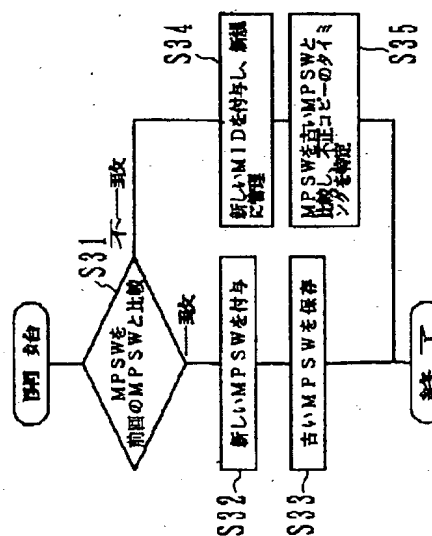 開 始
S31
MPSWを
前回のMPSWと比較
不一致
一致
S32
新しいMPSWを付与
S33
古いMPSWを保存
S34
新しいMIDを付与し、新規
に管理
S35
MPSWを古いMPSWと
比較し、不正コピーのタイミ
ングを特定
終 了